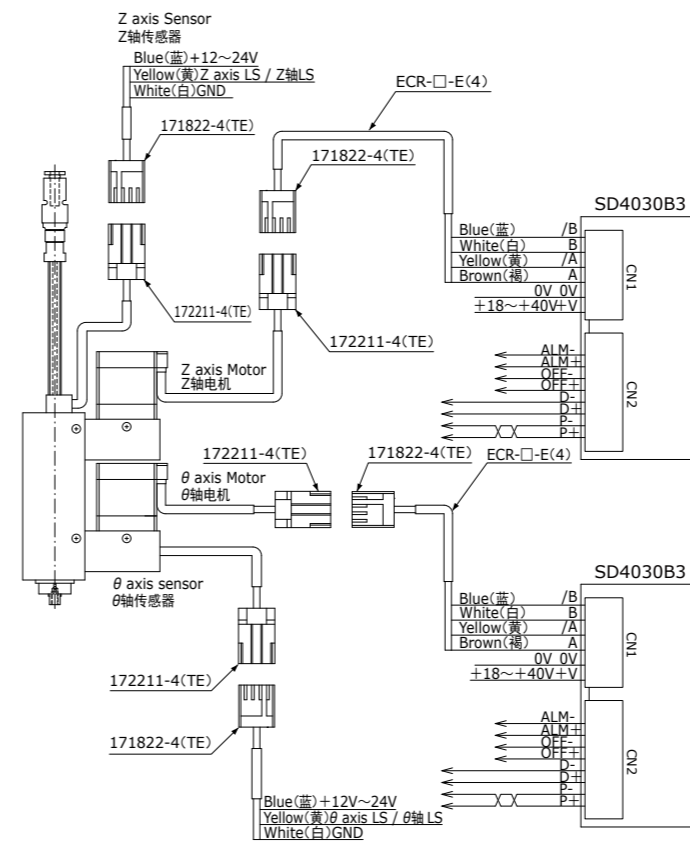 Z axis Sensor
Z轴传感器
Blue(蓝)+12～24V
Yellow(黄)Z axis LS / Z轴LS
White(白)GND
171822-4(TE)
ECR-□-E(4)
171822-4(TE)
172211-4(TE)
172211-4(TE)
Z axis Motor
Z轴电机
SD4030B3
Blue(蓝) /B
White(白) B
Yellow(黄) /A
Brown(褐) A
0V 0V
+18～+40V+V
CN1
ALM-
ALM+
OFF-
OFF+
D-
D+
P-
P+
CN2
172211-4(TE)
171822-4(TE)
ECR-□-E(4)
θ axis Motor
θ轴电机
θ axis sensor
θ轴传感器
172211-4(TE)
171822-4(TE)
Blue(蓝)+12V～24V
Yellow(黄)θ axis LS / θ轴 LS
White(白)GND
SD4030B3
Blue(蓝) /B
White(白) B
Yellow(黄) /A
Brown(褐) A
0V 0V
+18～+40V+V
CN1
ALM-
ALM+
OFF-
OFF+
D-
D+
P-
P+
CN2